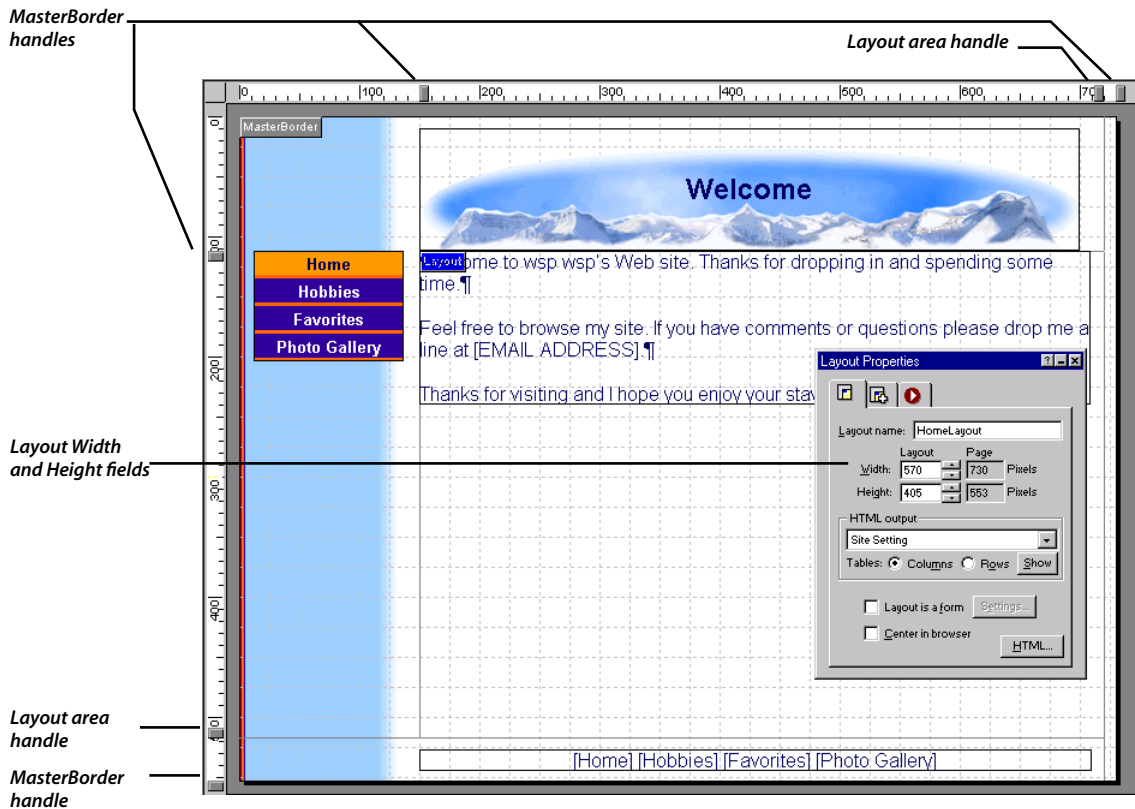 MasterBorder
handles
Layout area handle
0 100 200 300 400 500 600
0
MasterBorder
Welcome
Home
Hobbies
Favorites
Photo Gallery
Layout
ome to wsp wsp's Web site. Thanks for dropping in and spending some
time.¶
Feel free to browse my site. If you have comments or questions please drop me a
line at [EMAIL ADDRESS].¶
Thanks for visiting and I hope you enjoy your
200
300
400
Layout Properties
Layout name: HomeLayout
Layout Page
Width: 570 730 Pixels
Height: 405 553 Pixels
HTML output
Site Setting
Tables: Columns Rows Show
Layout is a form Settings...
Center in browser
HTML...
Layout Width
and Height fields
Layout area
handle
MasterBorder
handle
[Home] [Hobbies] [Favorites] [Photo Gallery]